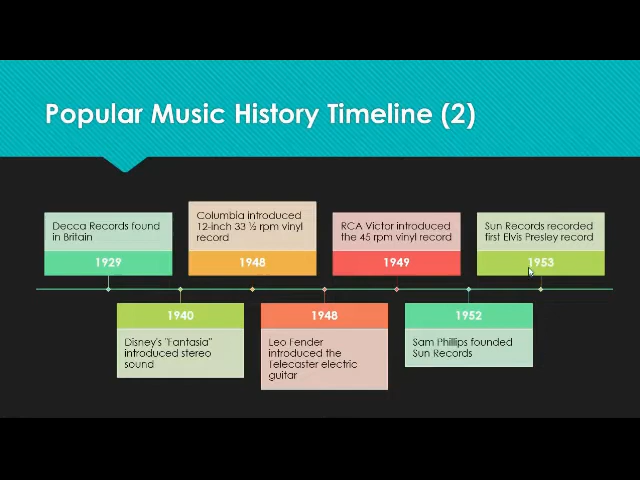 Popular Music History Timeline (2)
Decca Records found
in Britain
1929
Columbia introduced
12-inch 33 ⅓ rpm vinyl
record
1948
RCA Victor introduced
the 45 rpm vinyl record
1949
Sun Records recorded
first Elvis Presley record
1953
1940
Disney's "Fantasia"
introduced stereo
sound
1948
Leo Fender
introduced the
Telecaster electric
guitar
1952
Sam Phillips founded
Sun Records